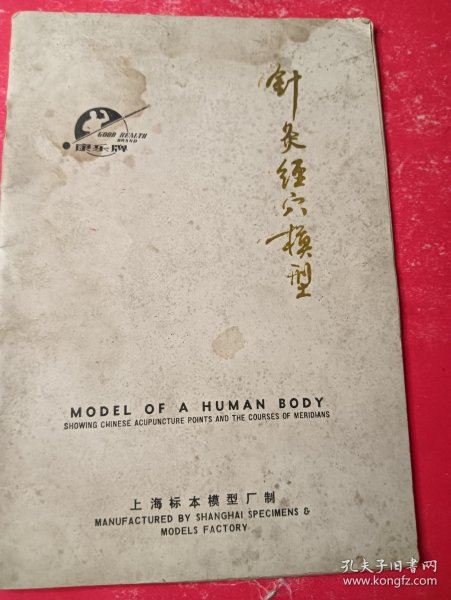 針灸經穴模型
GOOD HEALTH
BRAND
康乐牌
MODEL OF A HUMAN BODY
SHOWING CHINESE ACUPUNCTURE POINTS AND THE COURSES OF MERIDIANS
上海标本模型厂制
MANUFACTURED BY SHANGHAI SPECIMENS &
MODELS FACTORY
孔夫子旧书网
www.kongfz.com